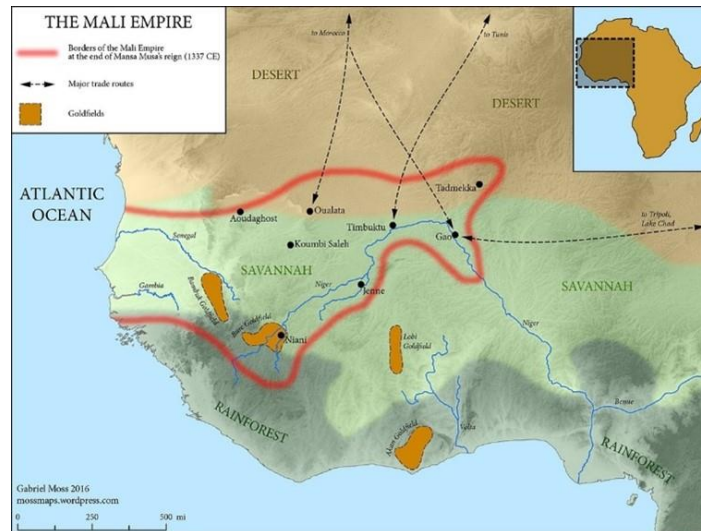 THE MALI EMPIRE
Borders of the Mali Empire
at the end of Mansa Musa's reign (1337 CE)
Major trade routes
Goldfields
to Morocco
to Tunis
DESERT
DESERT
ATLANTIC
OCEAN
Tadmekka
Aoudaghost
Oualata
Timbuktu
Gao
to Tripoli,
Lake Chad
Koumbi Saleh
Senegal
SAVANNAH
Gambia
Bambuk Goldfield
Niger
Jenne
SAVANNAH
Bure Goldfield
Niani
Lobi
Goldfield
Niger
RAINFOREST
Akan Goldfield
Volta
Benue
RAINFOREST
Gabriel Moss 2016
mossmaps.wordpress.com
0
250
500 mi